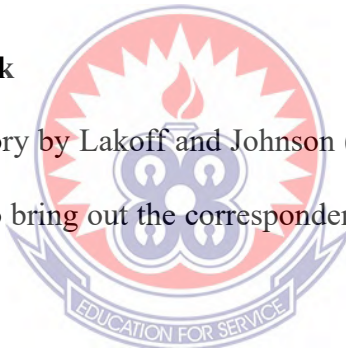 k
ory by Lakoff and Johnson (
o bring out the corresponden
EDUCATION FOR SERVICE